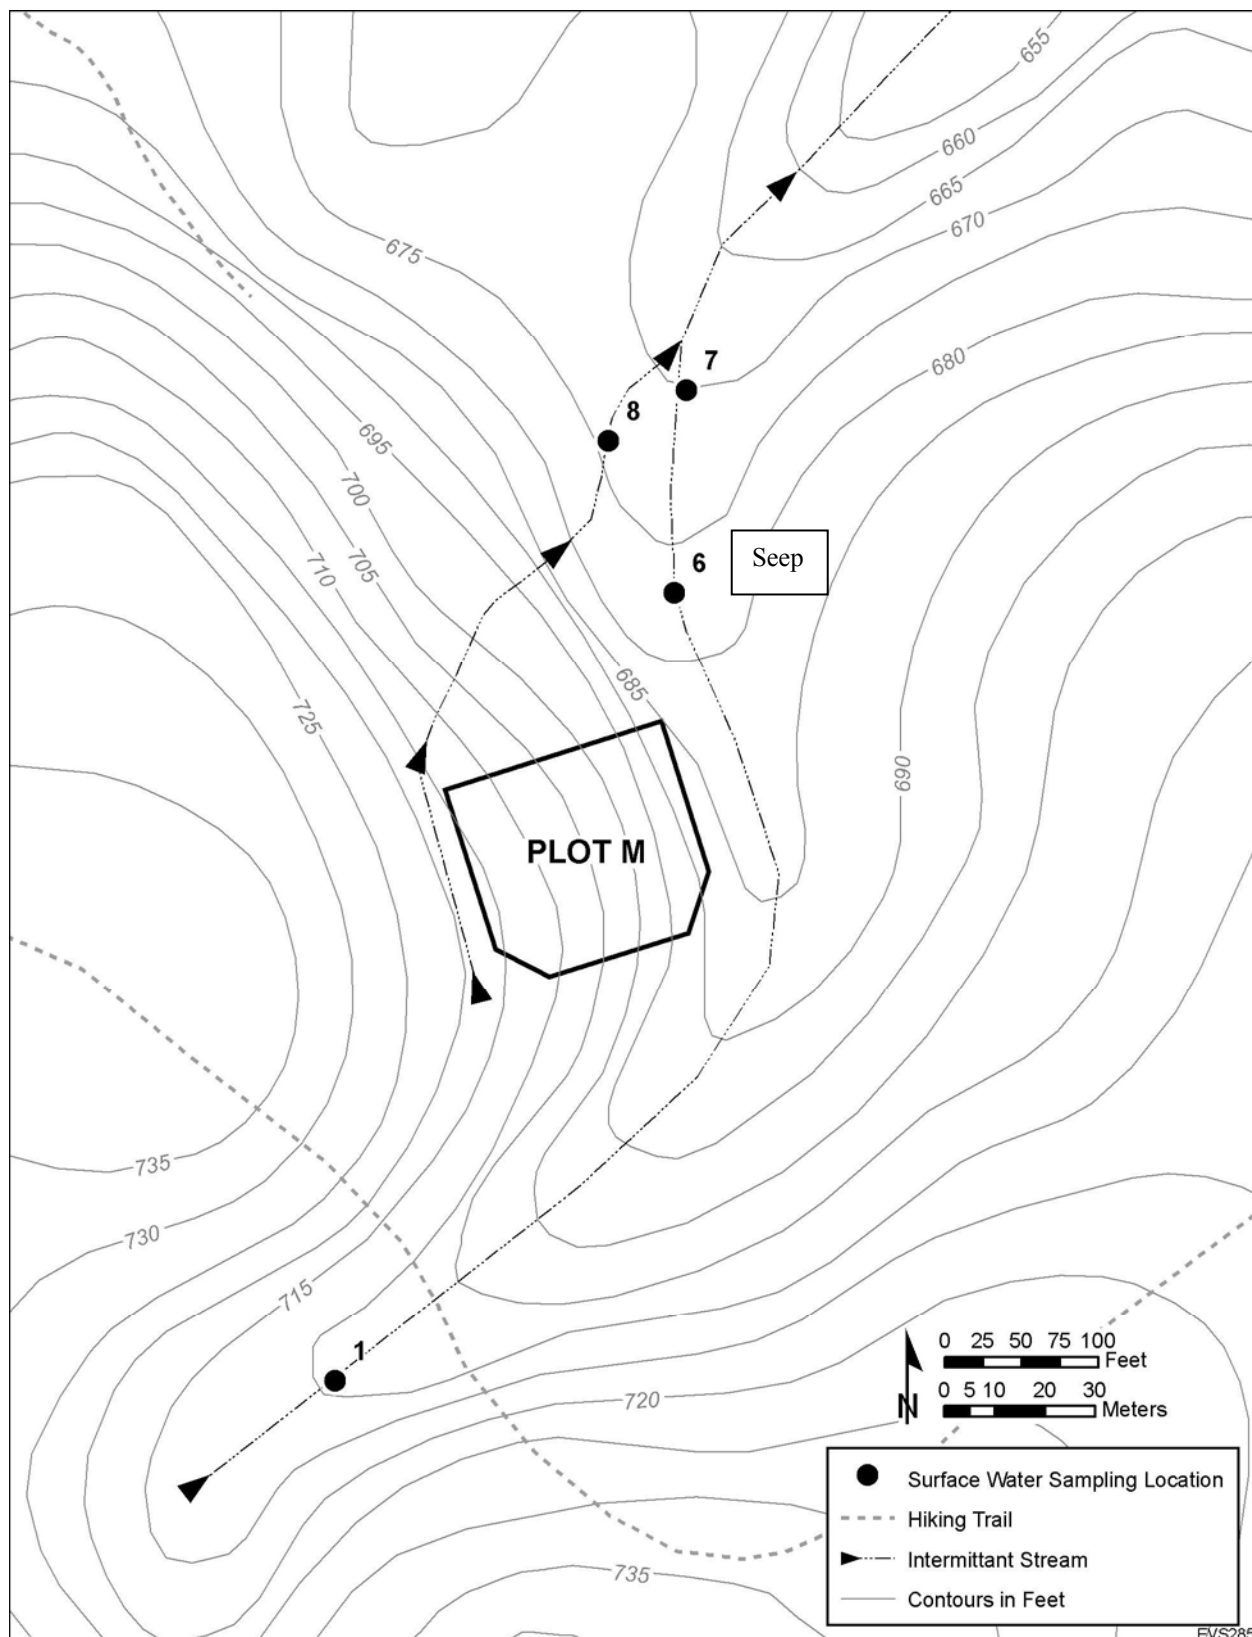 655
660
665
670
675
7
680
8
695
700
6
Seep
710
705
685
725
690
PLOT M
735
730
715
1
720
735
0 25 50 75 100
Feet
0 5 10 20 30
Meters
N
Surface Water Sampling Location
Hiking Trail
Intermittant Stream
Contours in Feet
EVS285